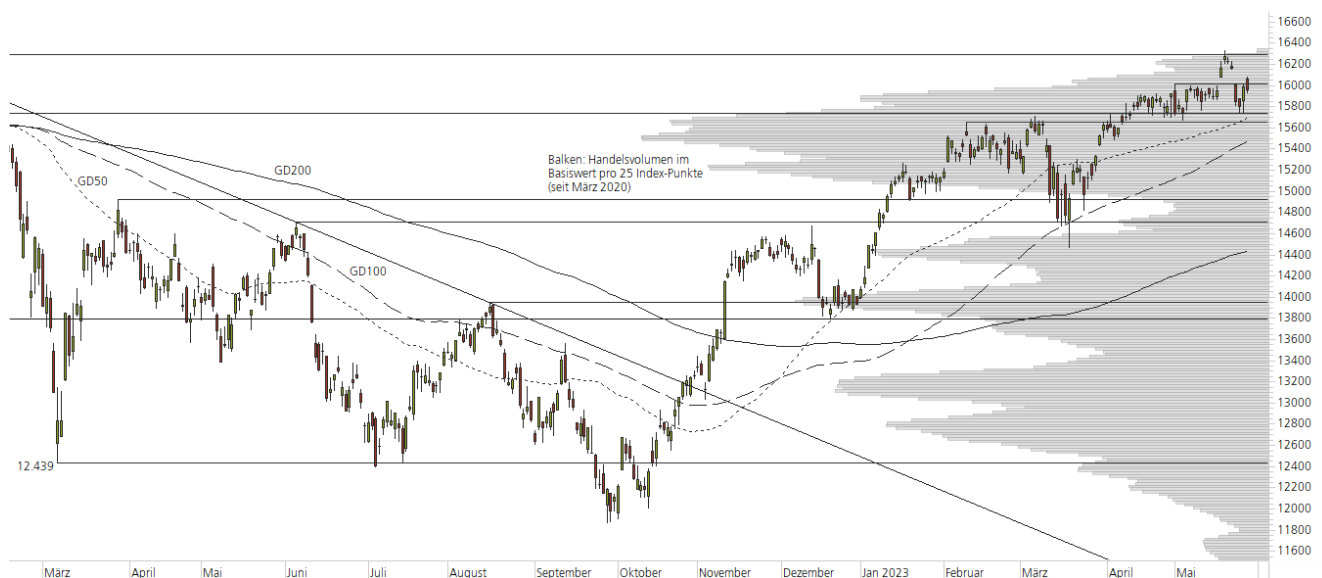 16600
16400
16200
16000
15800
15600
15400
15200
15000
14800
14600
14400
14200
14000
13800
13600
13400
13200
13000
12800
12600
12400
12200
12000
11800
11600
GD50
GD200
GD100
Balken: Handelsvolumen im
Basiswert pro 25 Index-Punkte
(seit März 2020)
12.439
März
April
Mai
Juni
Juli
August
September
Oktober
November
Dezember
Jan 2023
Februar
März
April
Mai